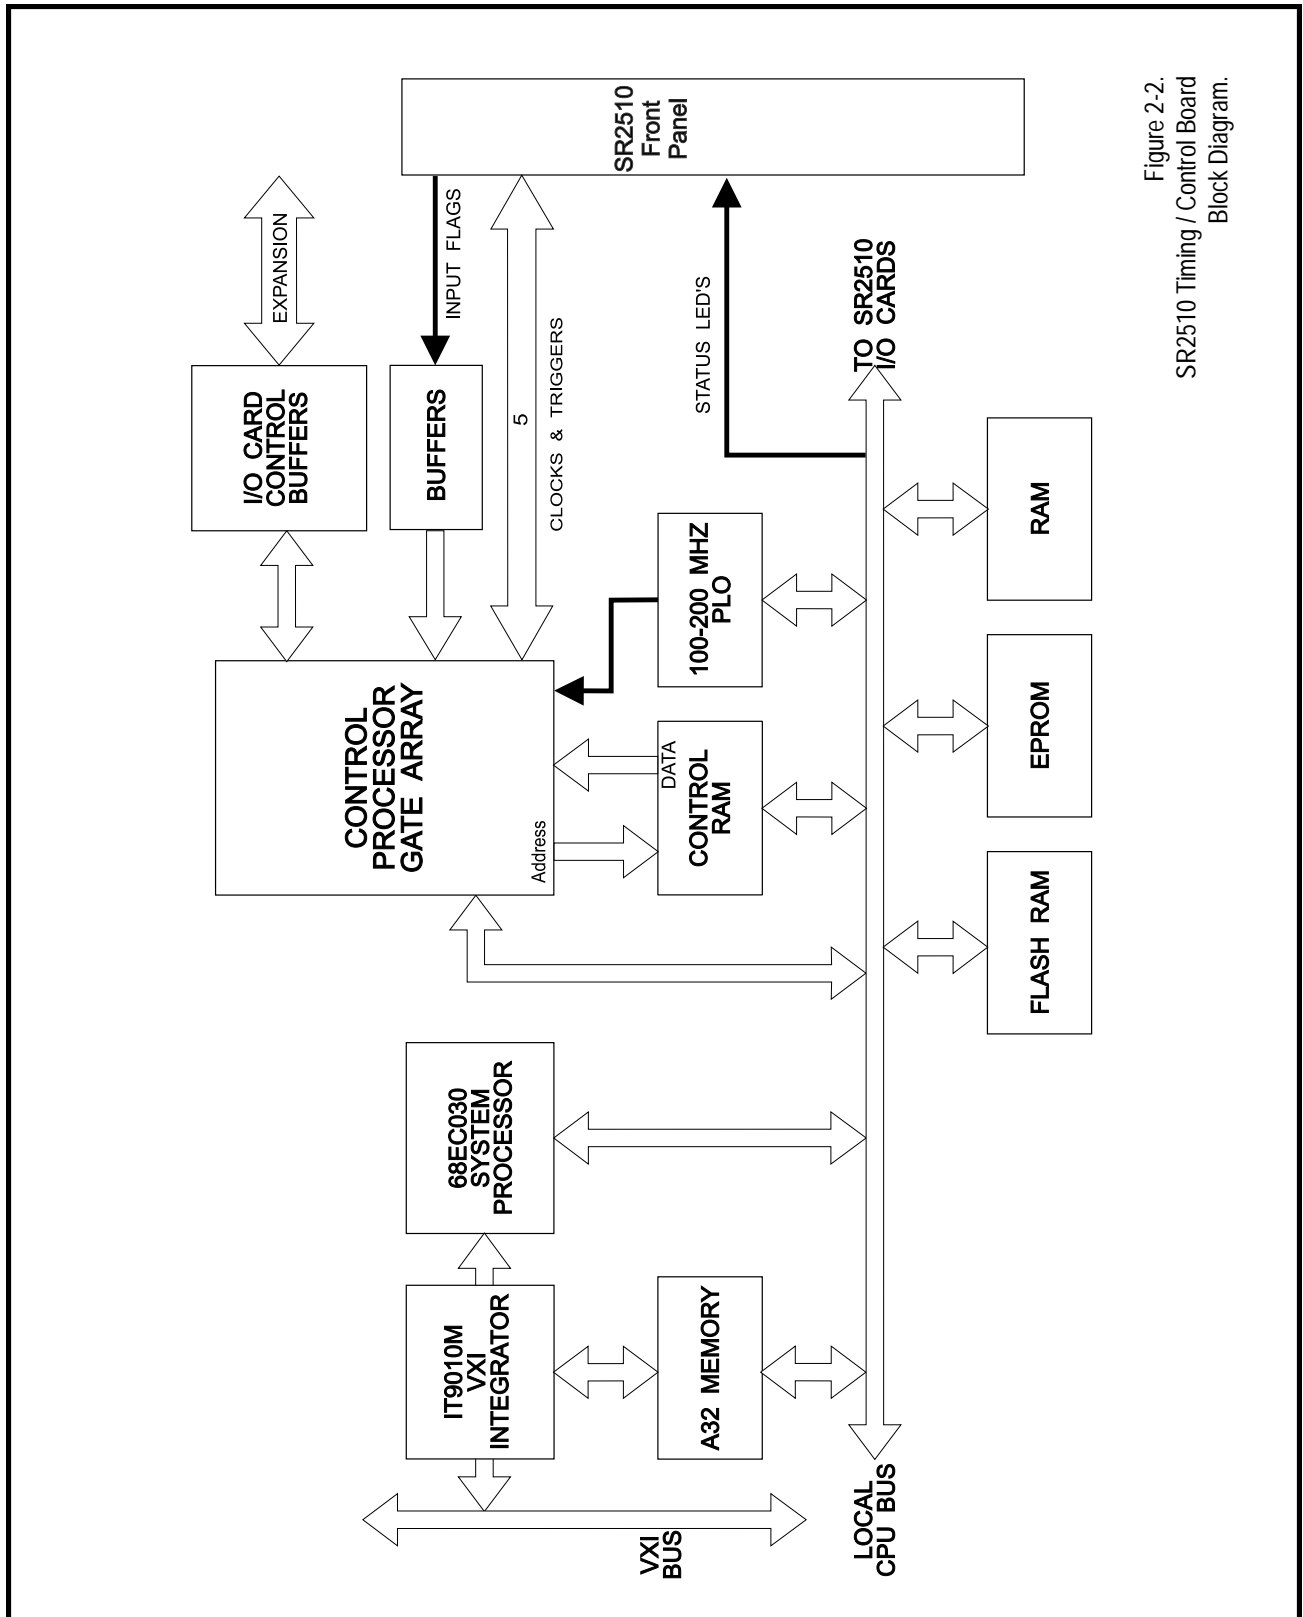 EXPANSION
I/O CARD
CONTROL
BUFFERS
CONTROL
PROCESSOR
GATE ARRAY
Address
SR2510
Front
Panel
INPUT FLAGS
BUFFERS
5
CLOCKS & TRIGGERS
68EC030
SYSTEM
PROCESSOR
IT9010M
VXI
INTEGRATOR
VXI
BUS
A32 MEMORY
DATA
CONTROL
RAM
100-200 MHZ
PLO
STATUS LED'S
LOCAL
CPU BUS
TO SR2510
I/O CARDS
FLASH RAM
EPROM
RAM
Figure 2-2.
SR2510 Timing / Control Board
Block Diagram.